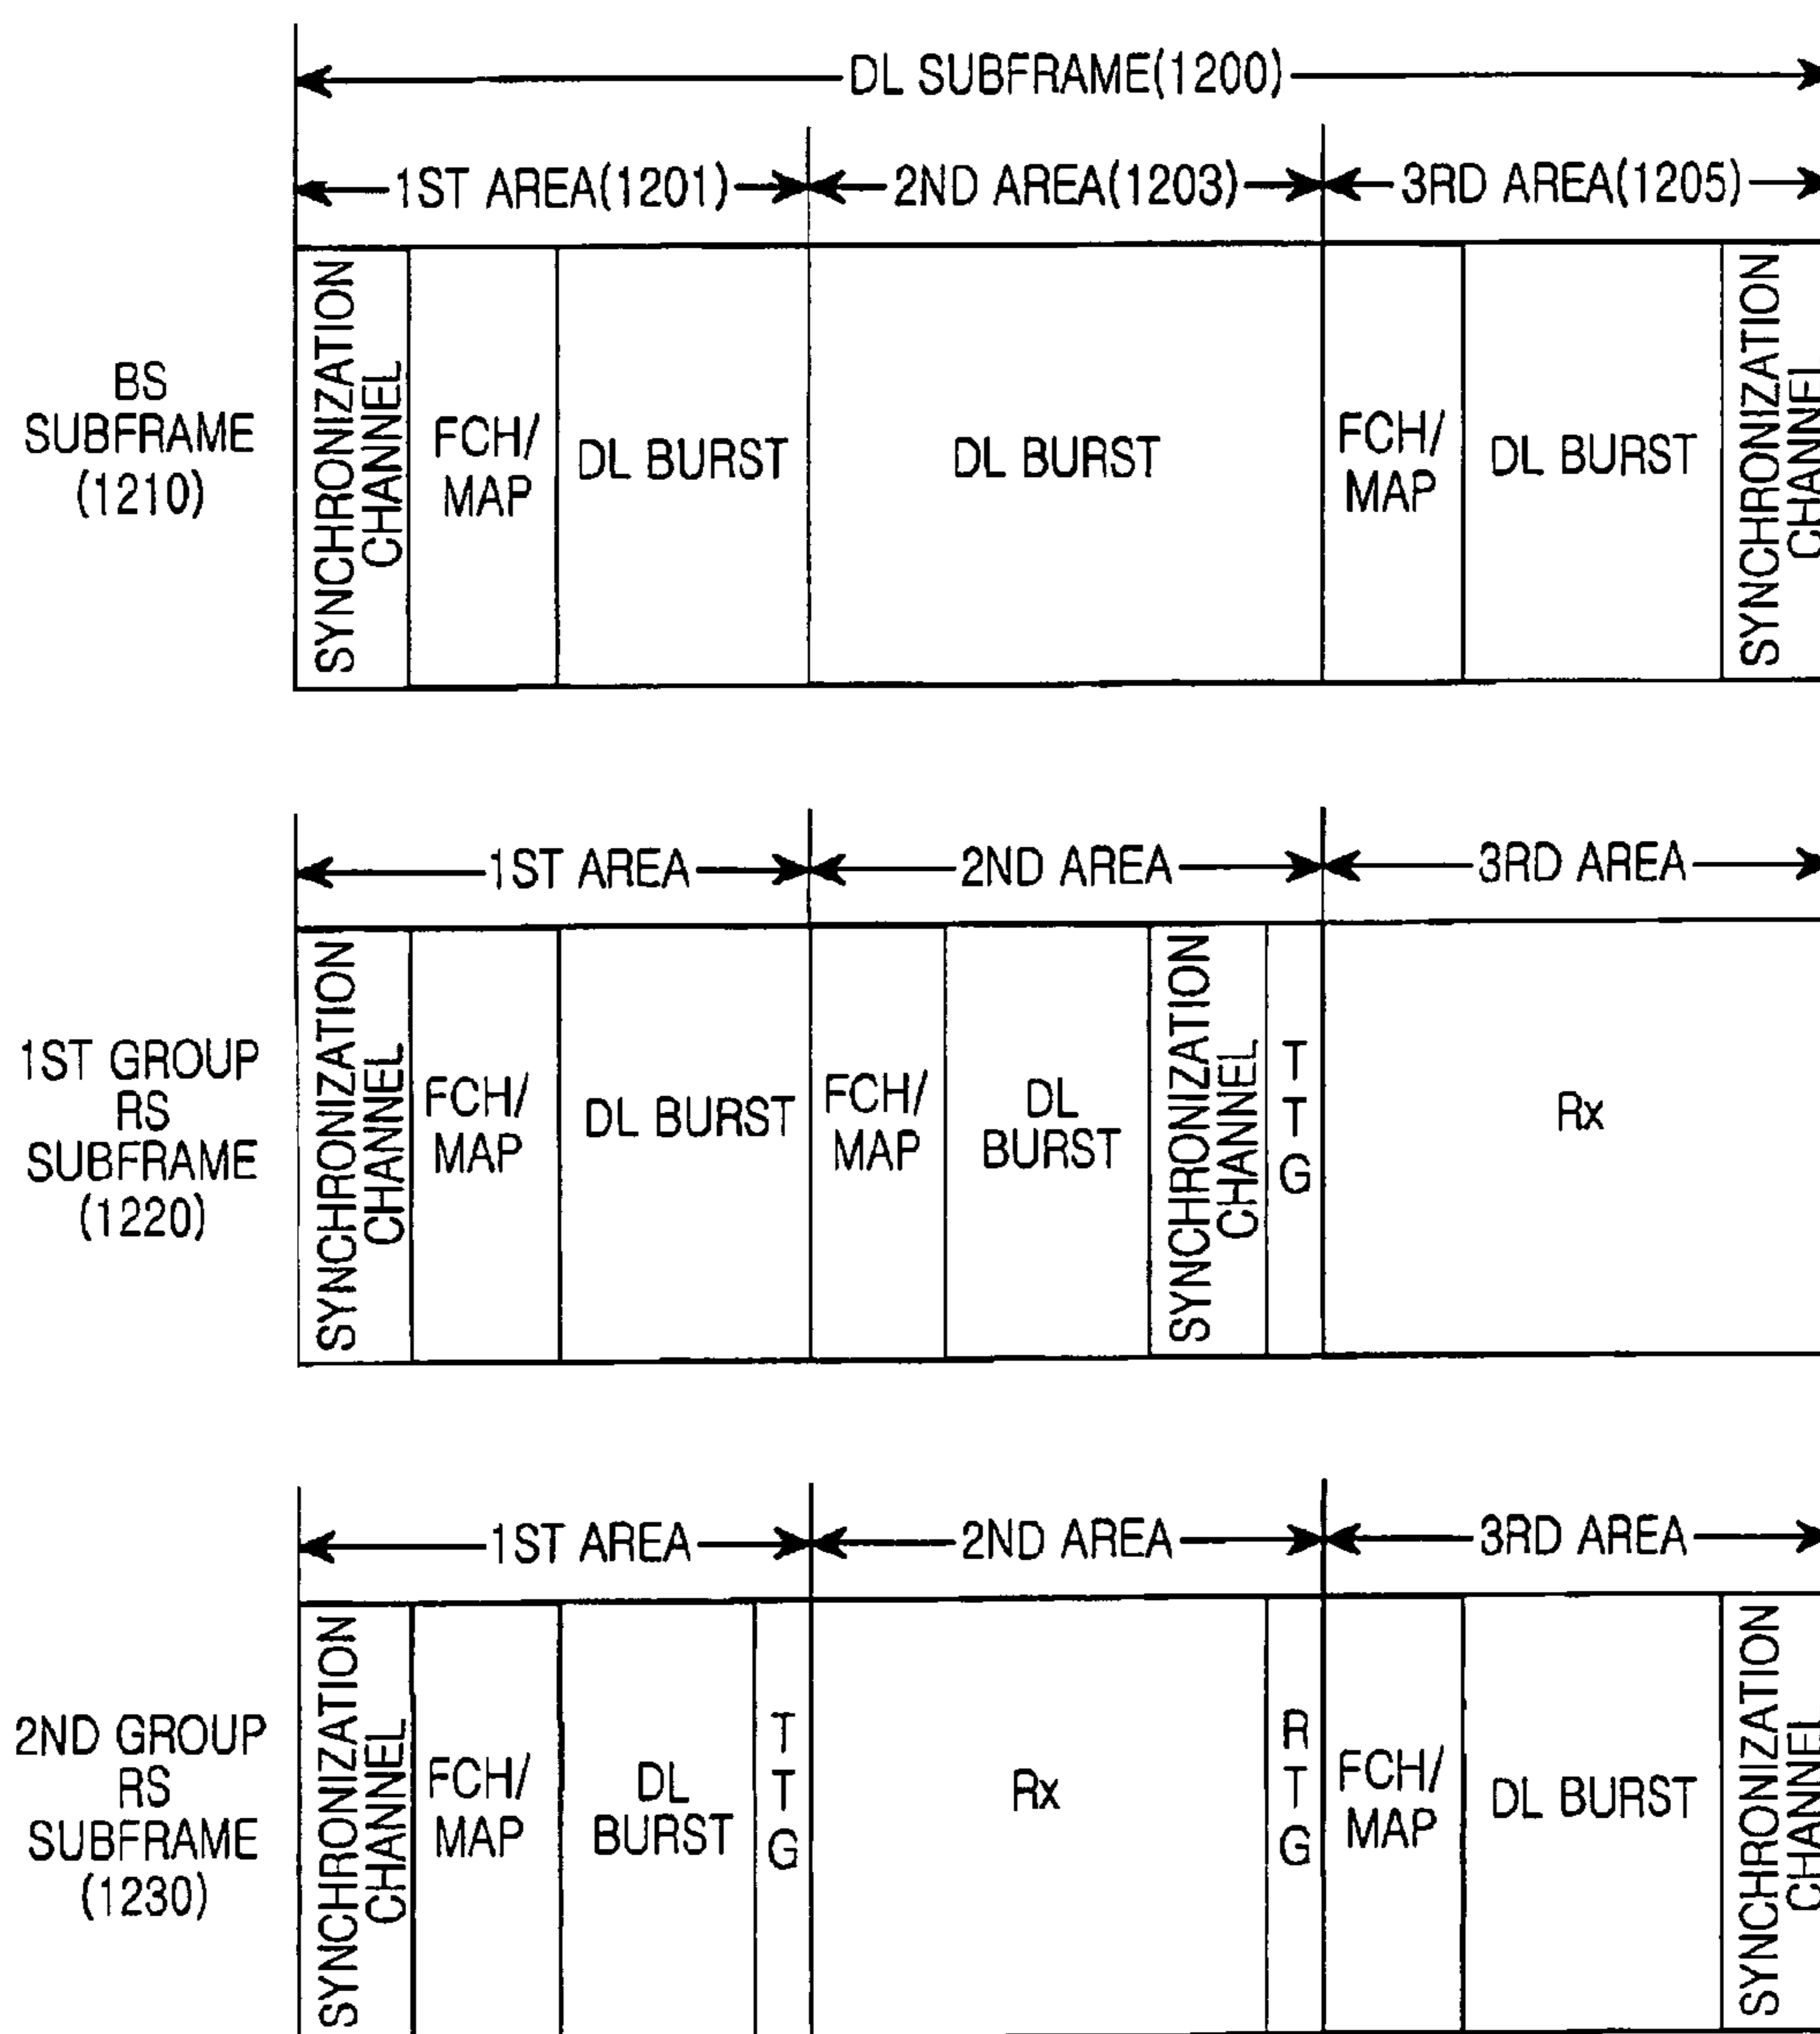 DL SUBFRAME(1200)
1ST AREA(1201)
2ND AREA(1203)
3RD AREA(1205)
BS
SUBFRAME
(1210)
SYNCHRONIZATION
CHANNEL
FCH/
MAP
DL BURST
DL BURST
FCH/
MAP
DL BURST
SYNCHRONIZATION
CHANNEL
1ST AREA
2ND AREA
3RD AREA
1ST GROUP
RS
SUBFRAME
(1220)
SYNCHRONIZATION
CHANNEL
FCH/
MAP
DL BURST
FCH/
MAP
DL
BURST
SYNCHRONIZATION
CHANNEL
TTG
Rx
1ST AREA
2ND AREA
3RD AREA
2ND GROUP
RS
SUBFRAME
(1230)
SYNCHRONIZATION
CHANNEL
FCH/
MAP
DL
BURST
TTG
Rx
RTG
FCH/
MAP
DL BURST
SYNCHRONIZATION
CHANNEL